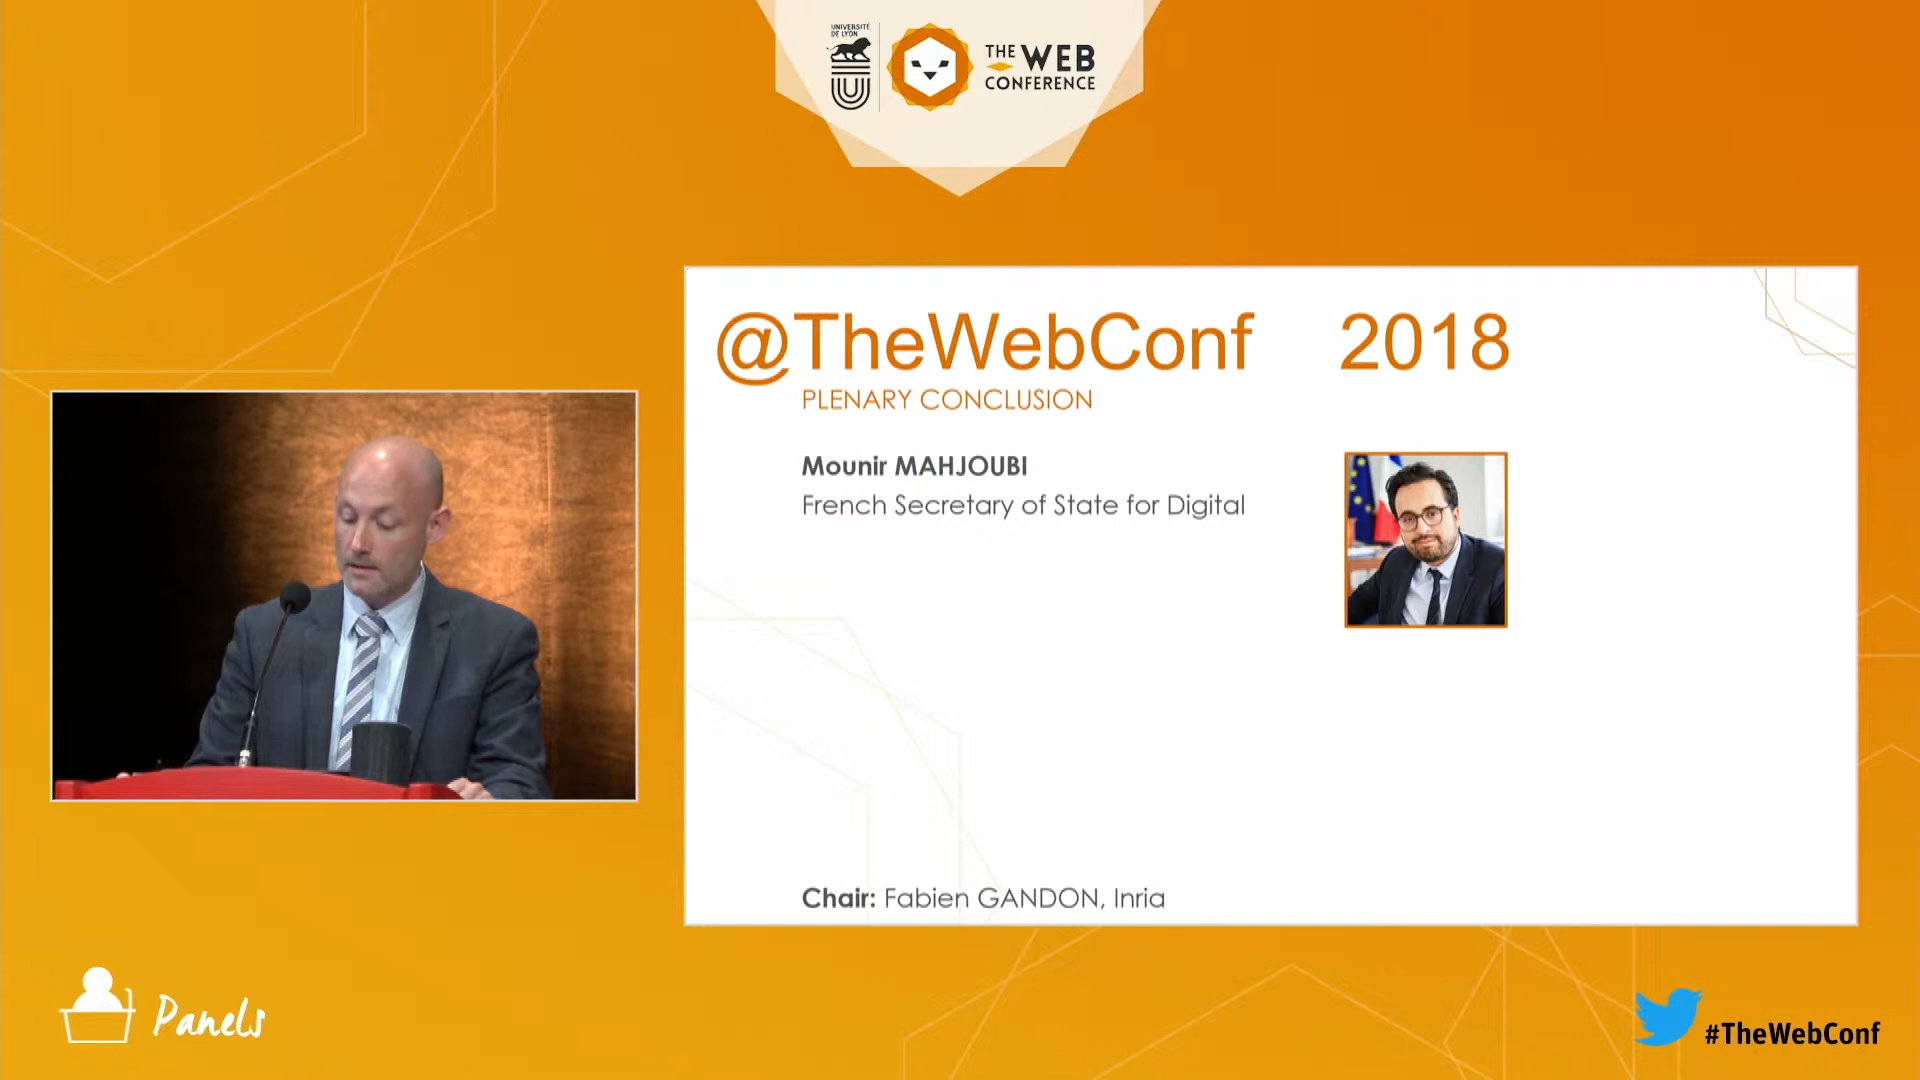 UNIVERSITÉ
DE LYON
THE WEB
CONFERENCE
@TheWebConf 2018
PLENARY CONCLUSION
Mounir MAHJOUBI
French Secretary of State for Digital
Chair: Fabien GANDON, Inria
Panels
#TheWebConf